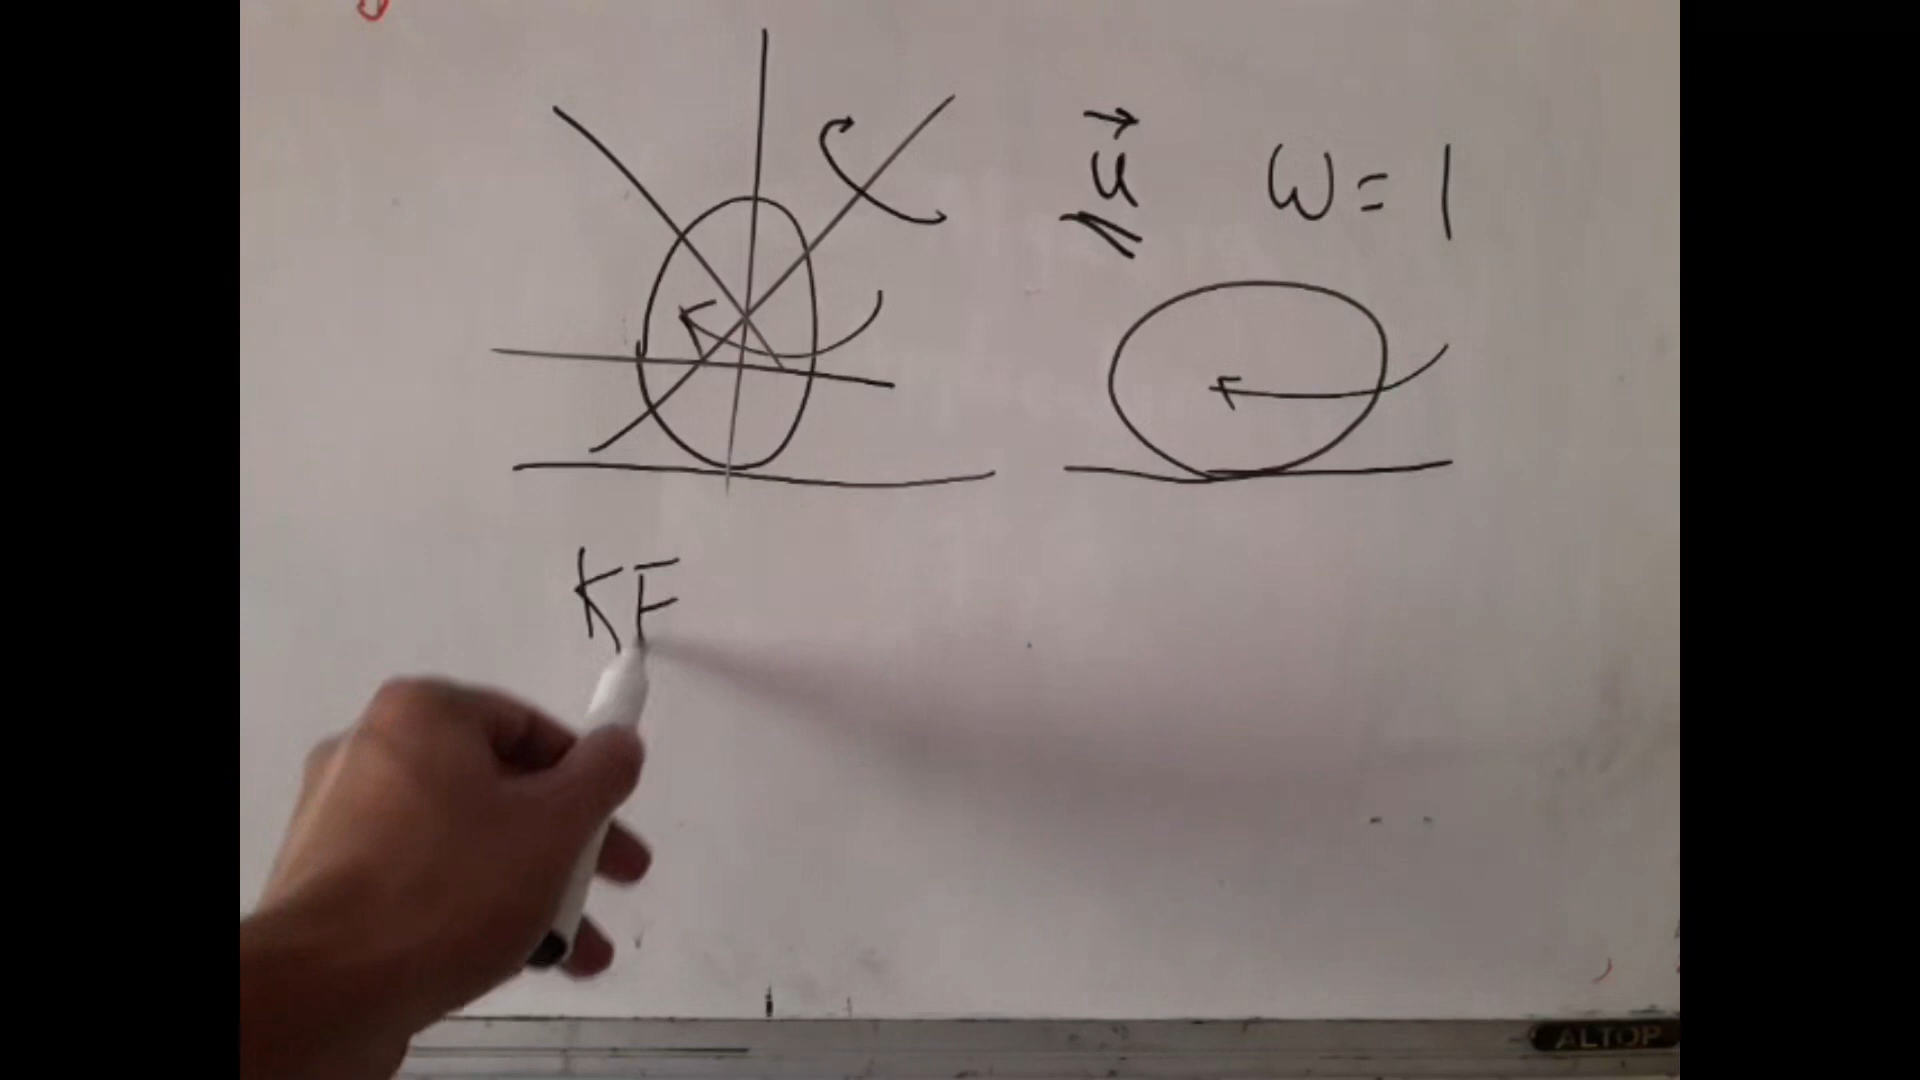 u⃗ ω = 1
KF
ALTOP